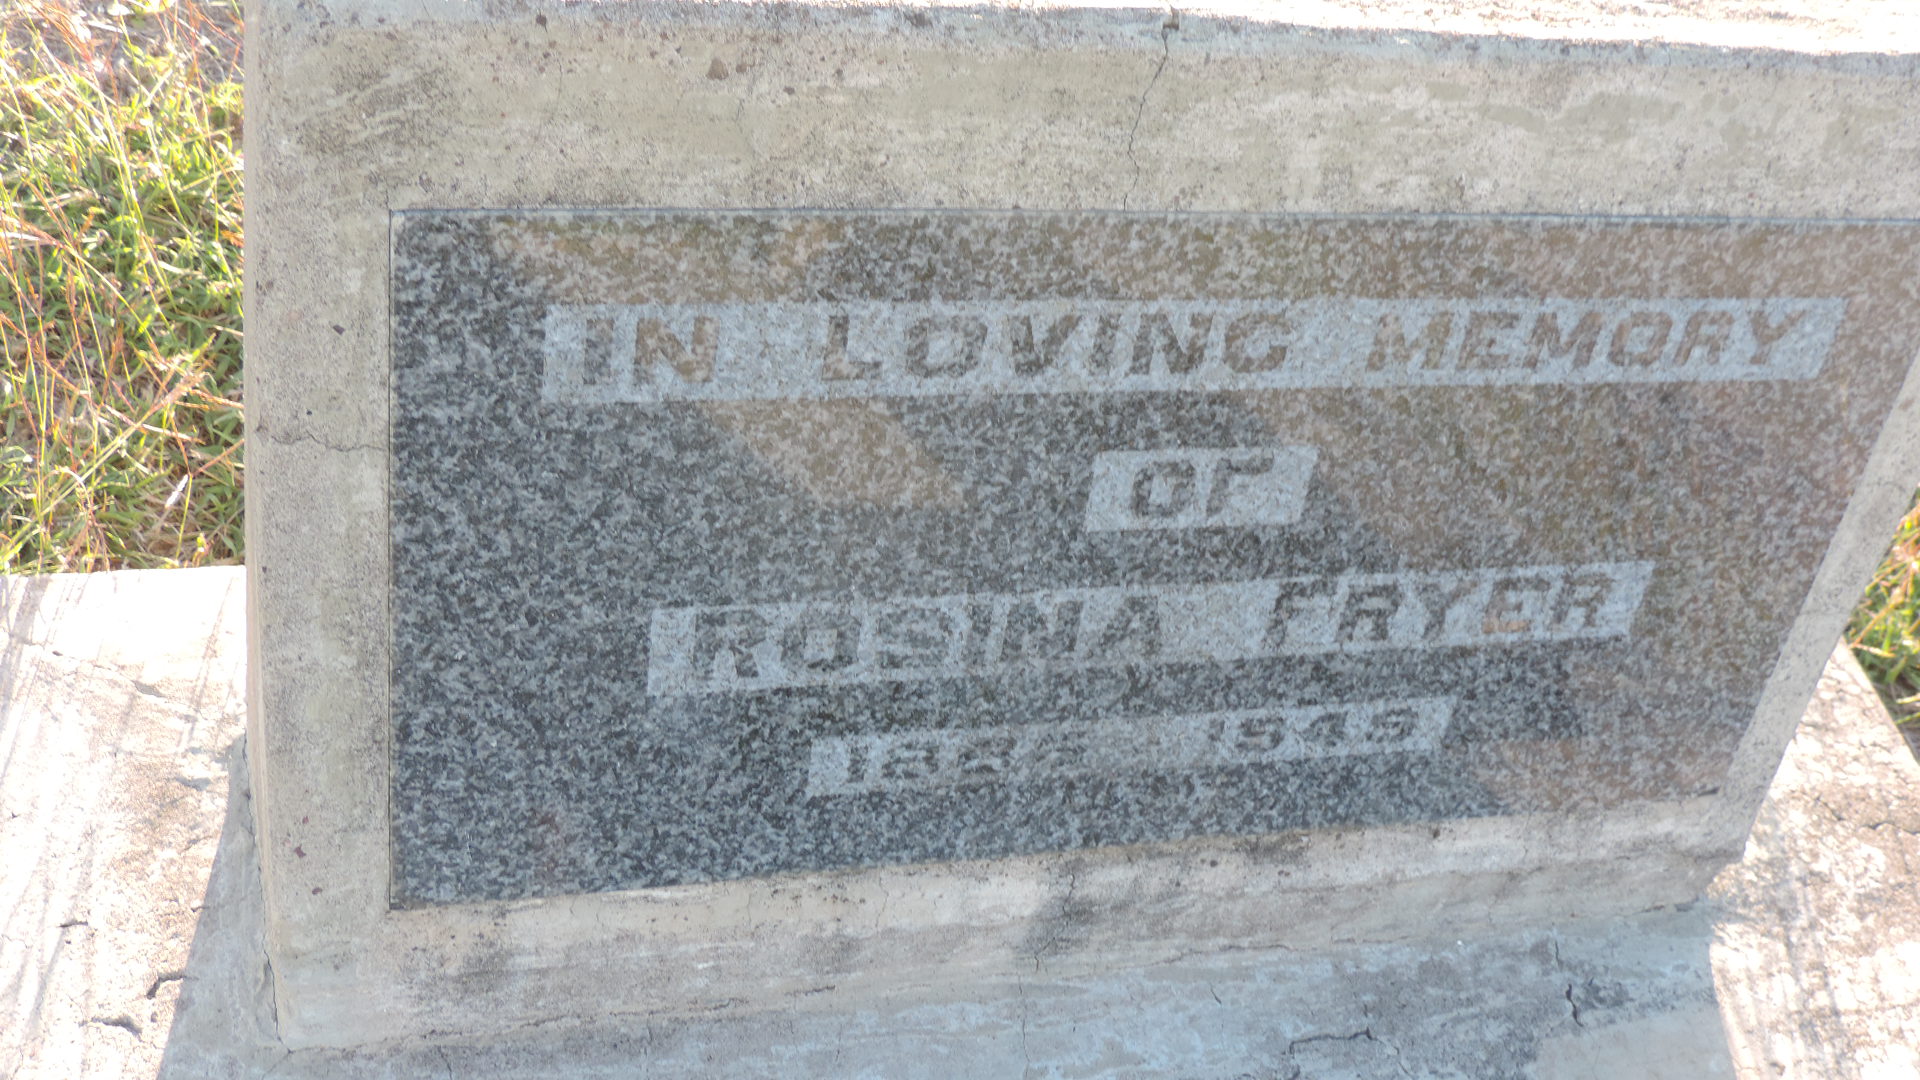 IN LOVING MEMORY
OF
ROSINA FRYER